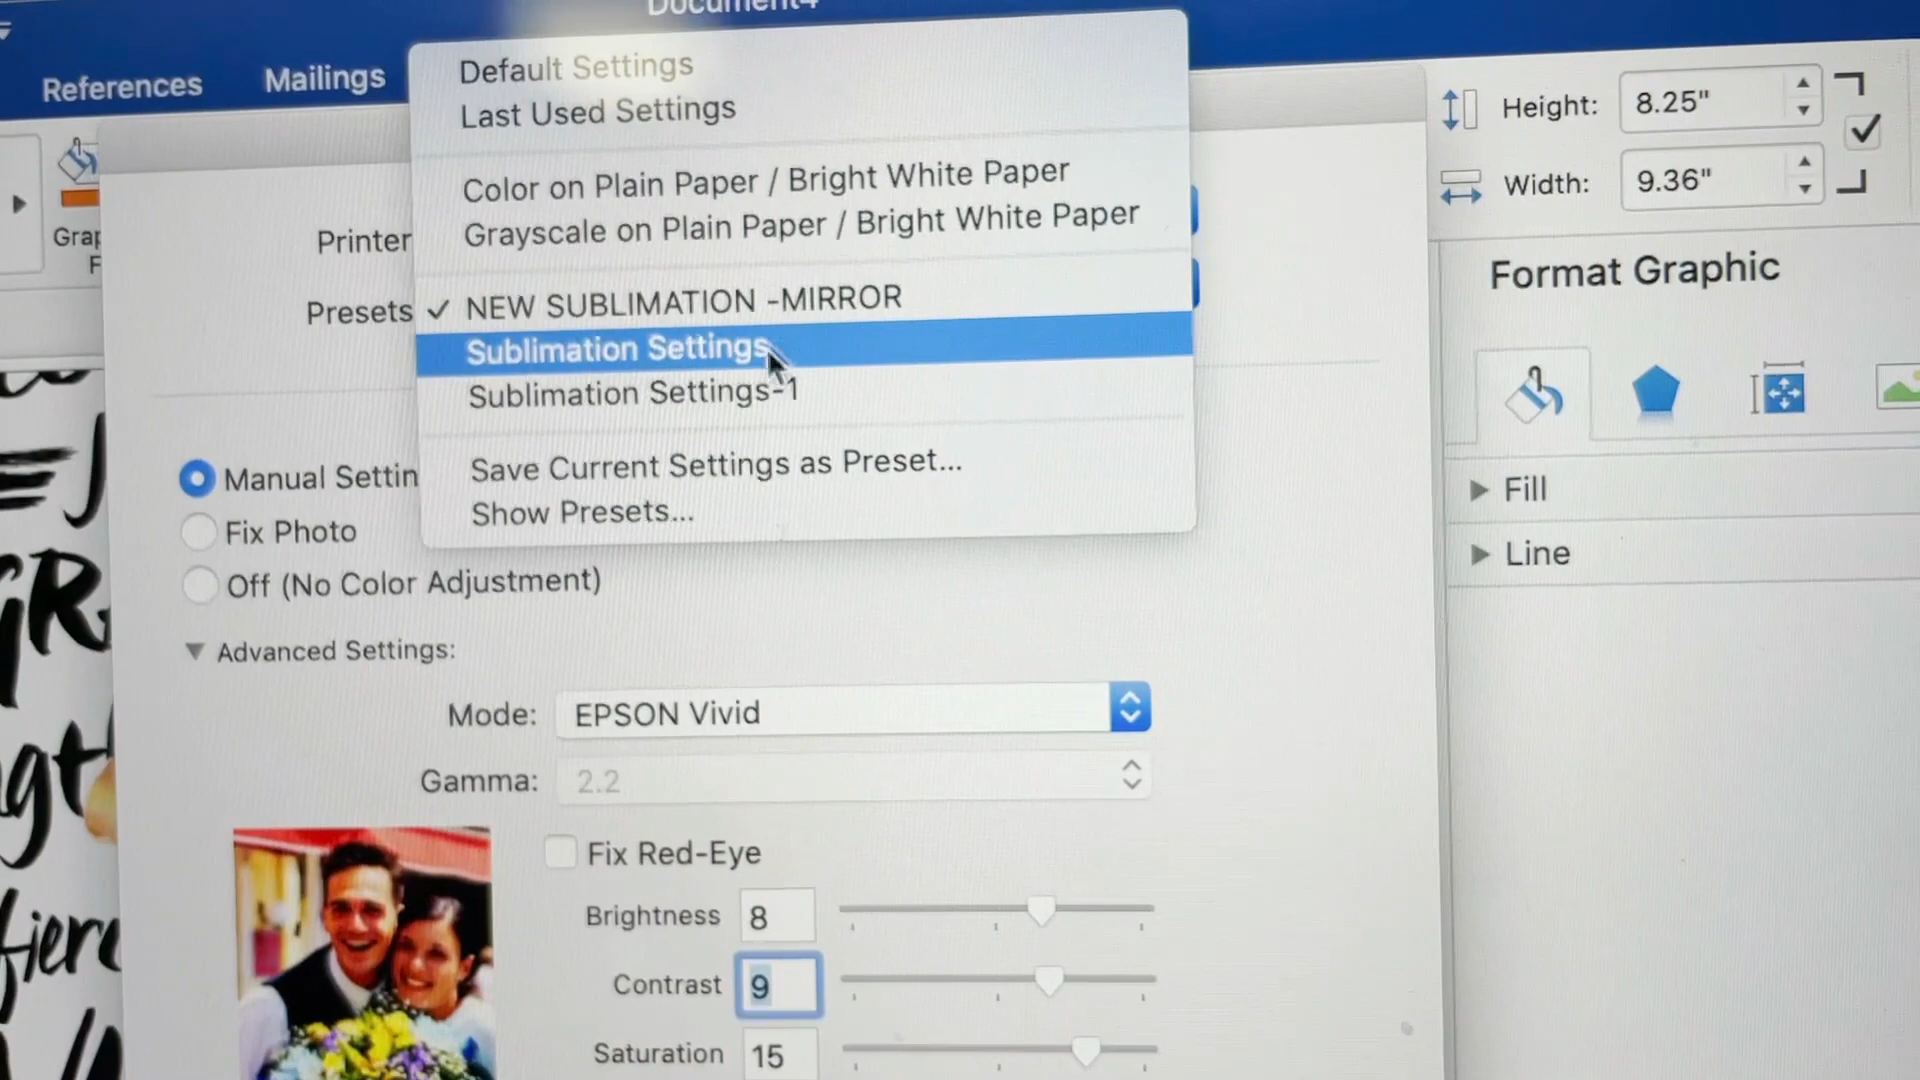 Document4
References
Mailings
Default Settings
Last Used Settings
Color on Plain Paper / Bright White Paper
Grayscale on Plain Paper / Bright White Paper
Printer
Presets ✓ NEW SUBLIMATION -MIRROR
Sublimation Settings
Sublimation Settings-1
Save Current Settings as Preset...
Show Presets...
Manual Settin
Fix Photo
Off (No Color Adjustment)
Advanced Settings:
Mode: EPSON Vivid
Gamma: 2.2
Fix Red-Eye
Brightness 8
Contrast 9
Saturation 15
Height: 8.25"
Width: 9.36"
Format Graphic
Fill
Line
Grap
F